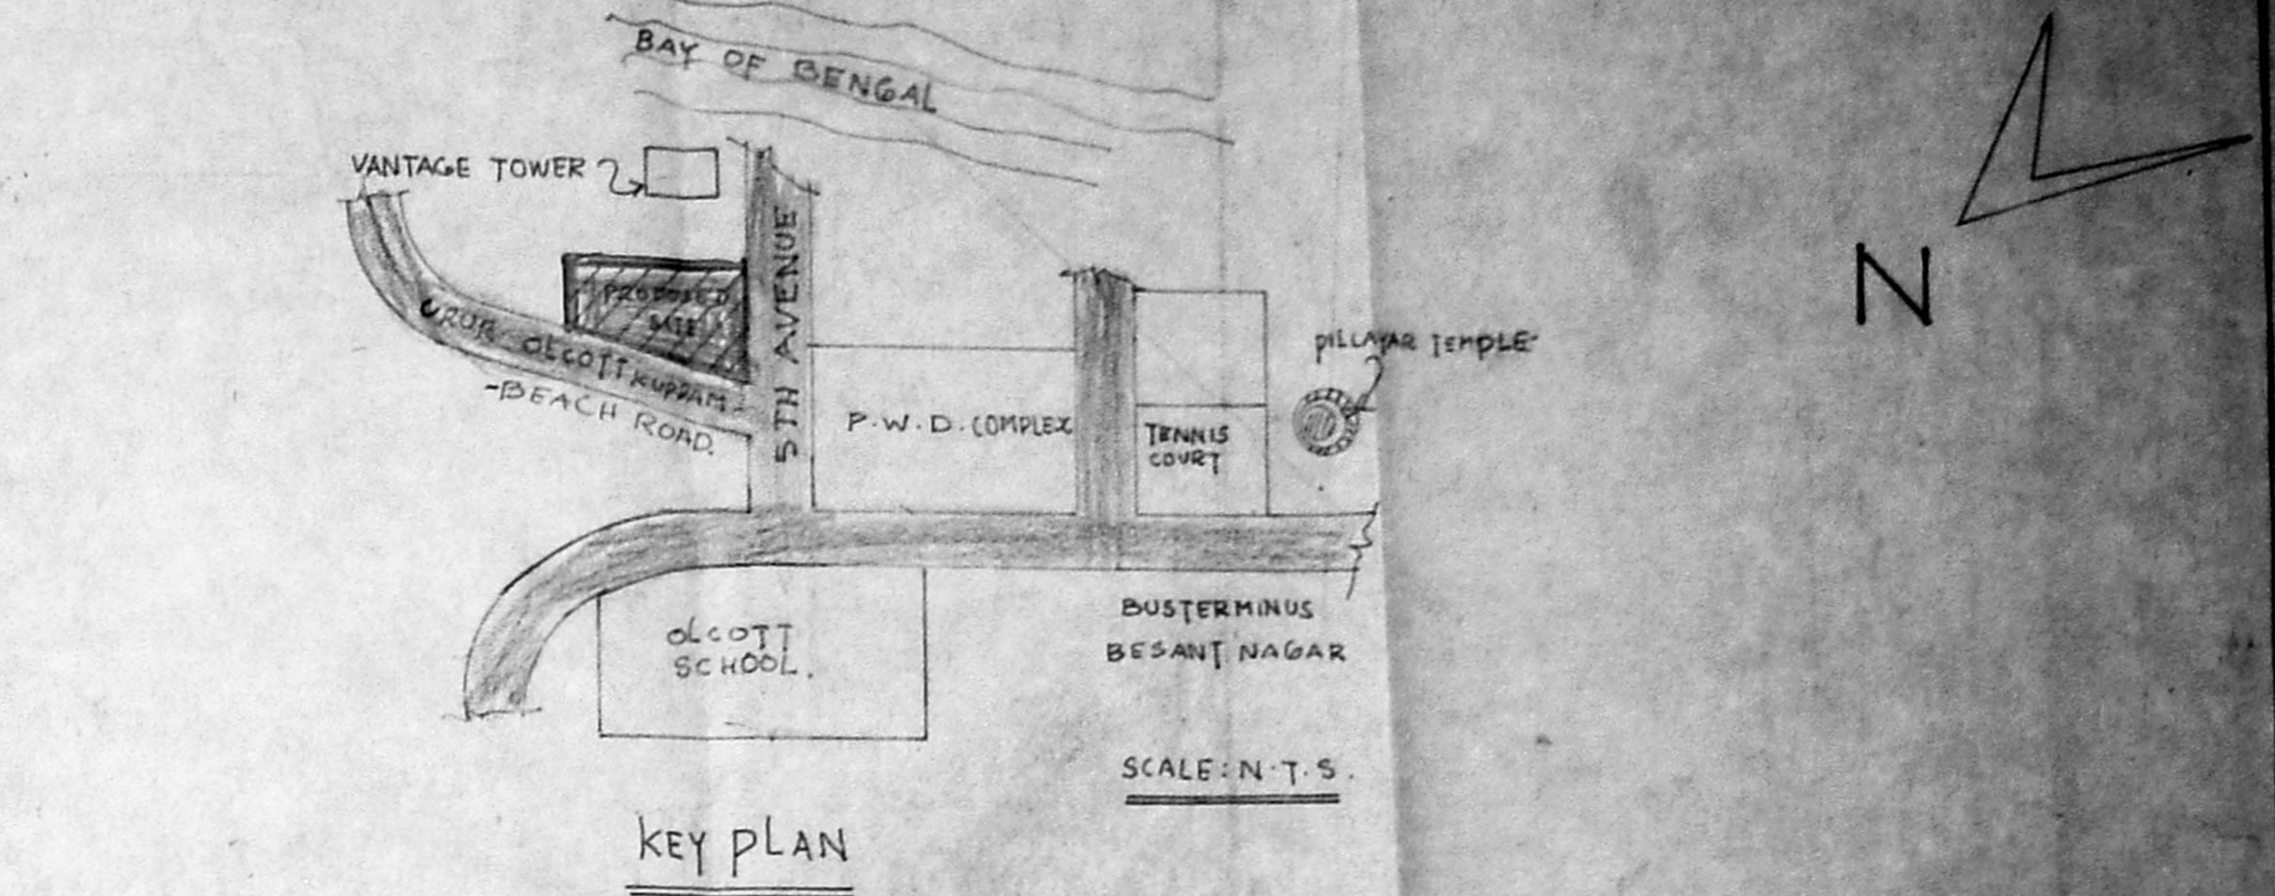 BAY OF BENGAL
VANTAGE TOWER
5TH AVENUE
PROPOSED
SITE
URUR OLCOTT KUPPAM
-BEACH ROAD.
N
PILLAYAR TEMPLE
P.W.D. COMPLEX
TENNIS
COURT
OLCOTT
SCHOOL.
BUSTERMINUS
BESANT NAGAR
SCALE: N.T.S.
KEY PLAN